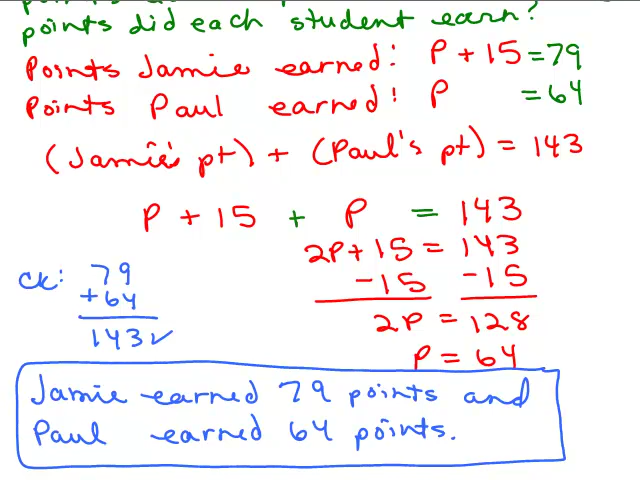 points did each student earn?
Points Jamie earned: P + 15 = 79
Points Paul earned: P = 64
(Jamie's pt) + (Paul's pt) = 143
P + 15 + P = 143
2P + 15 = 143
-15 -15
2P = 128
P = 64
ck: 79
+64
143 ✓
Jamie earned 79 points and
Paul earned 64 points.